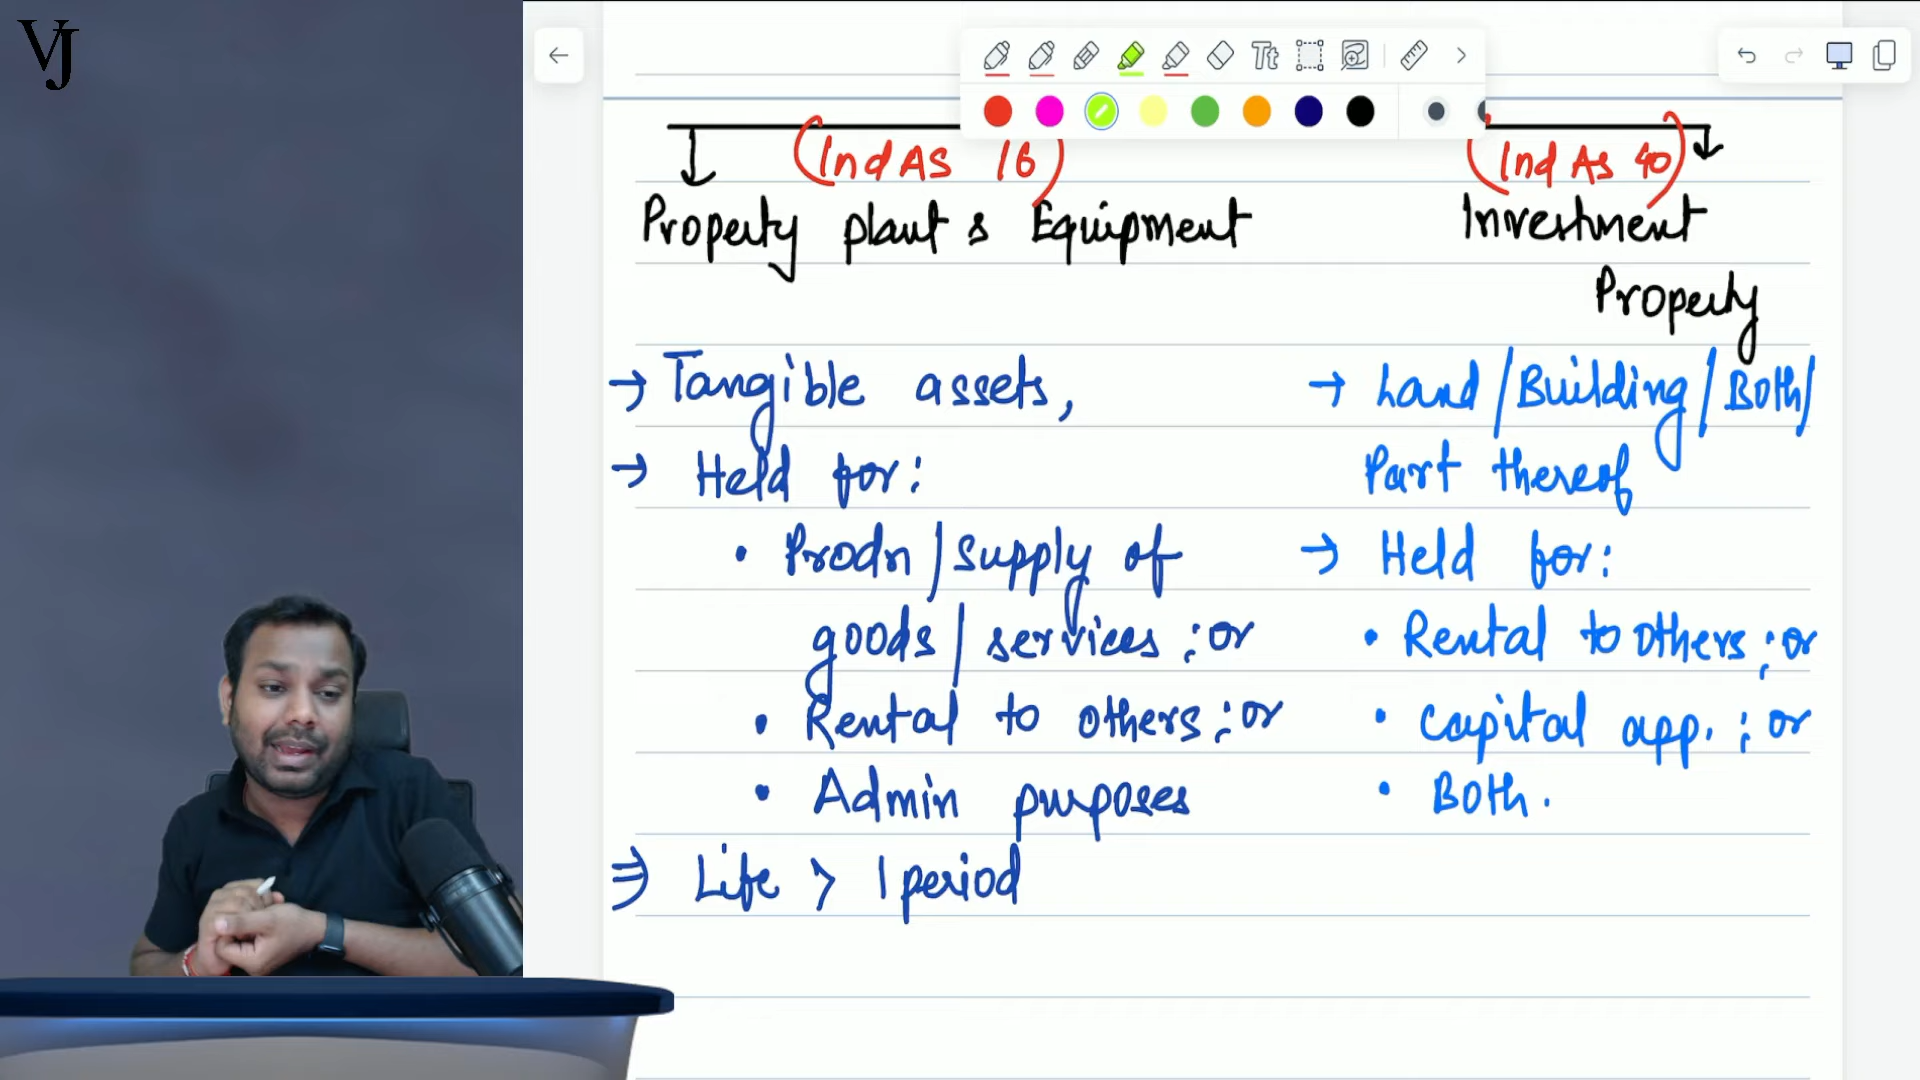 VJ
Tt
(Ind AS 16)
(Ind AS 40)
Property plant & Equipment
Investment
Property
→ Tangible assets,
→ Held for:
• Prodn/supply of
goods/services ; or
• Rental to others ; or
• Admin purposes
⇒ Life > 1 period
→ Land/Building/Both/
Part thereof
→ Held for:
• Rental to others ; or
• Capital app. ; or
• Both.